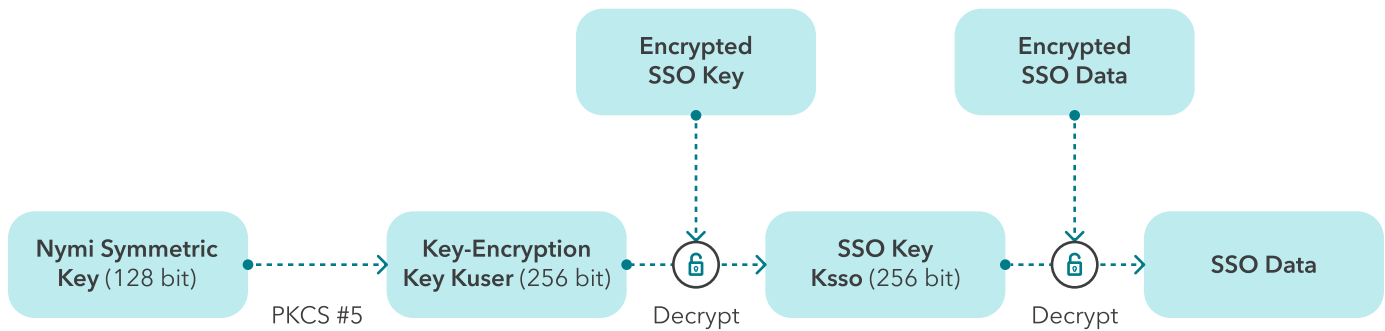 Encrypted
SSO Key
Encrypted
SSO Data
Nymi Symmetric
Key (128 bit)
PKCS #5
Key-Encryption
Key Kuser (256 bit)
Decrypt
SSO Key
Ksso (256 bit)
Decrypt
SSO Data